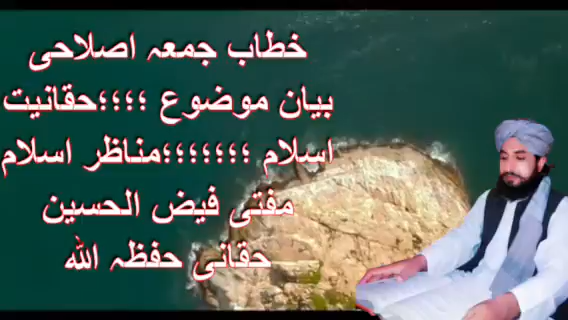 خطاب جمعہ اصلاحی
بیان موضوع ؛؛؛؛حقانیت
اسلام ؛؛؛؛؛؛؛مناظر اسلام
مفتی فیض الحسین
حقانی حفظہ اللہ